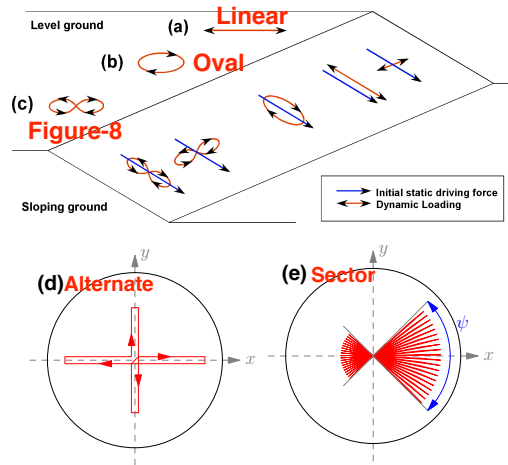 Level ground
(a) Linear
(b) Oval
(c) Figure-8
Sloping ground
Initial static driving force
Dynamic Loading
(d) Alternate
y
x
(e) Sector
y
ψ
x